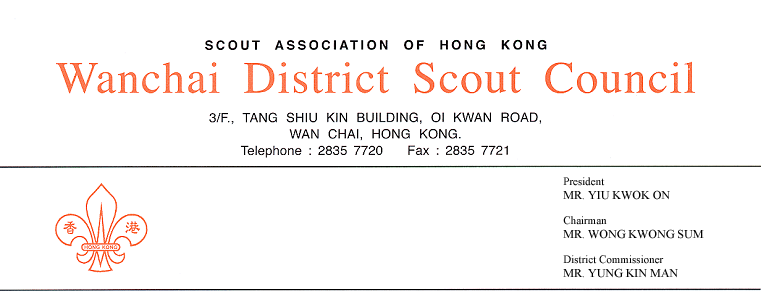 SCOUT ASSOCIATION OF HONG KONG
Wanchai District Scout Council
3/F., TANG SHIU KIN BUILDING, OI KWAN ROAD,
WAN CHAI, HONG KONG.
Telephone : 2835 7720 Fax : 2835 7721
香 港
HONG KONG
President
MR. YIU KWOK ON
Chairman
MR. WONG KWONG SUM
District Commissioner
MR. YUNG KIN MAN